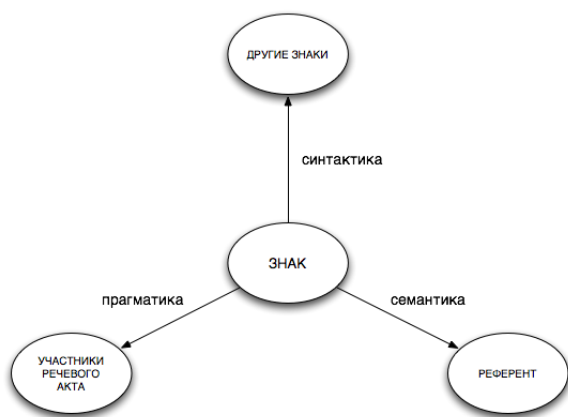 ДРУГИЕ ЗНАКИ
синтактика
ЗНАК
прагматика
семантика
УЧАСТНИКИ
РЕЧЕВОГО
АКТА
РЕФЕРЕНТ